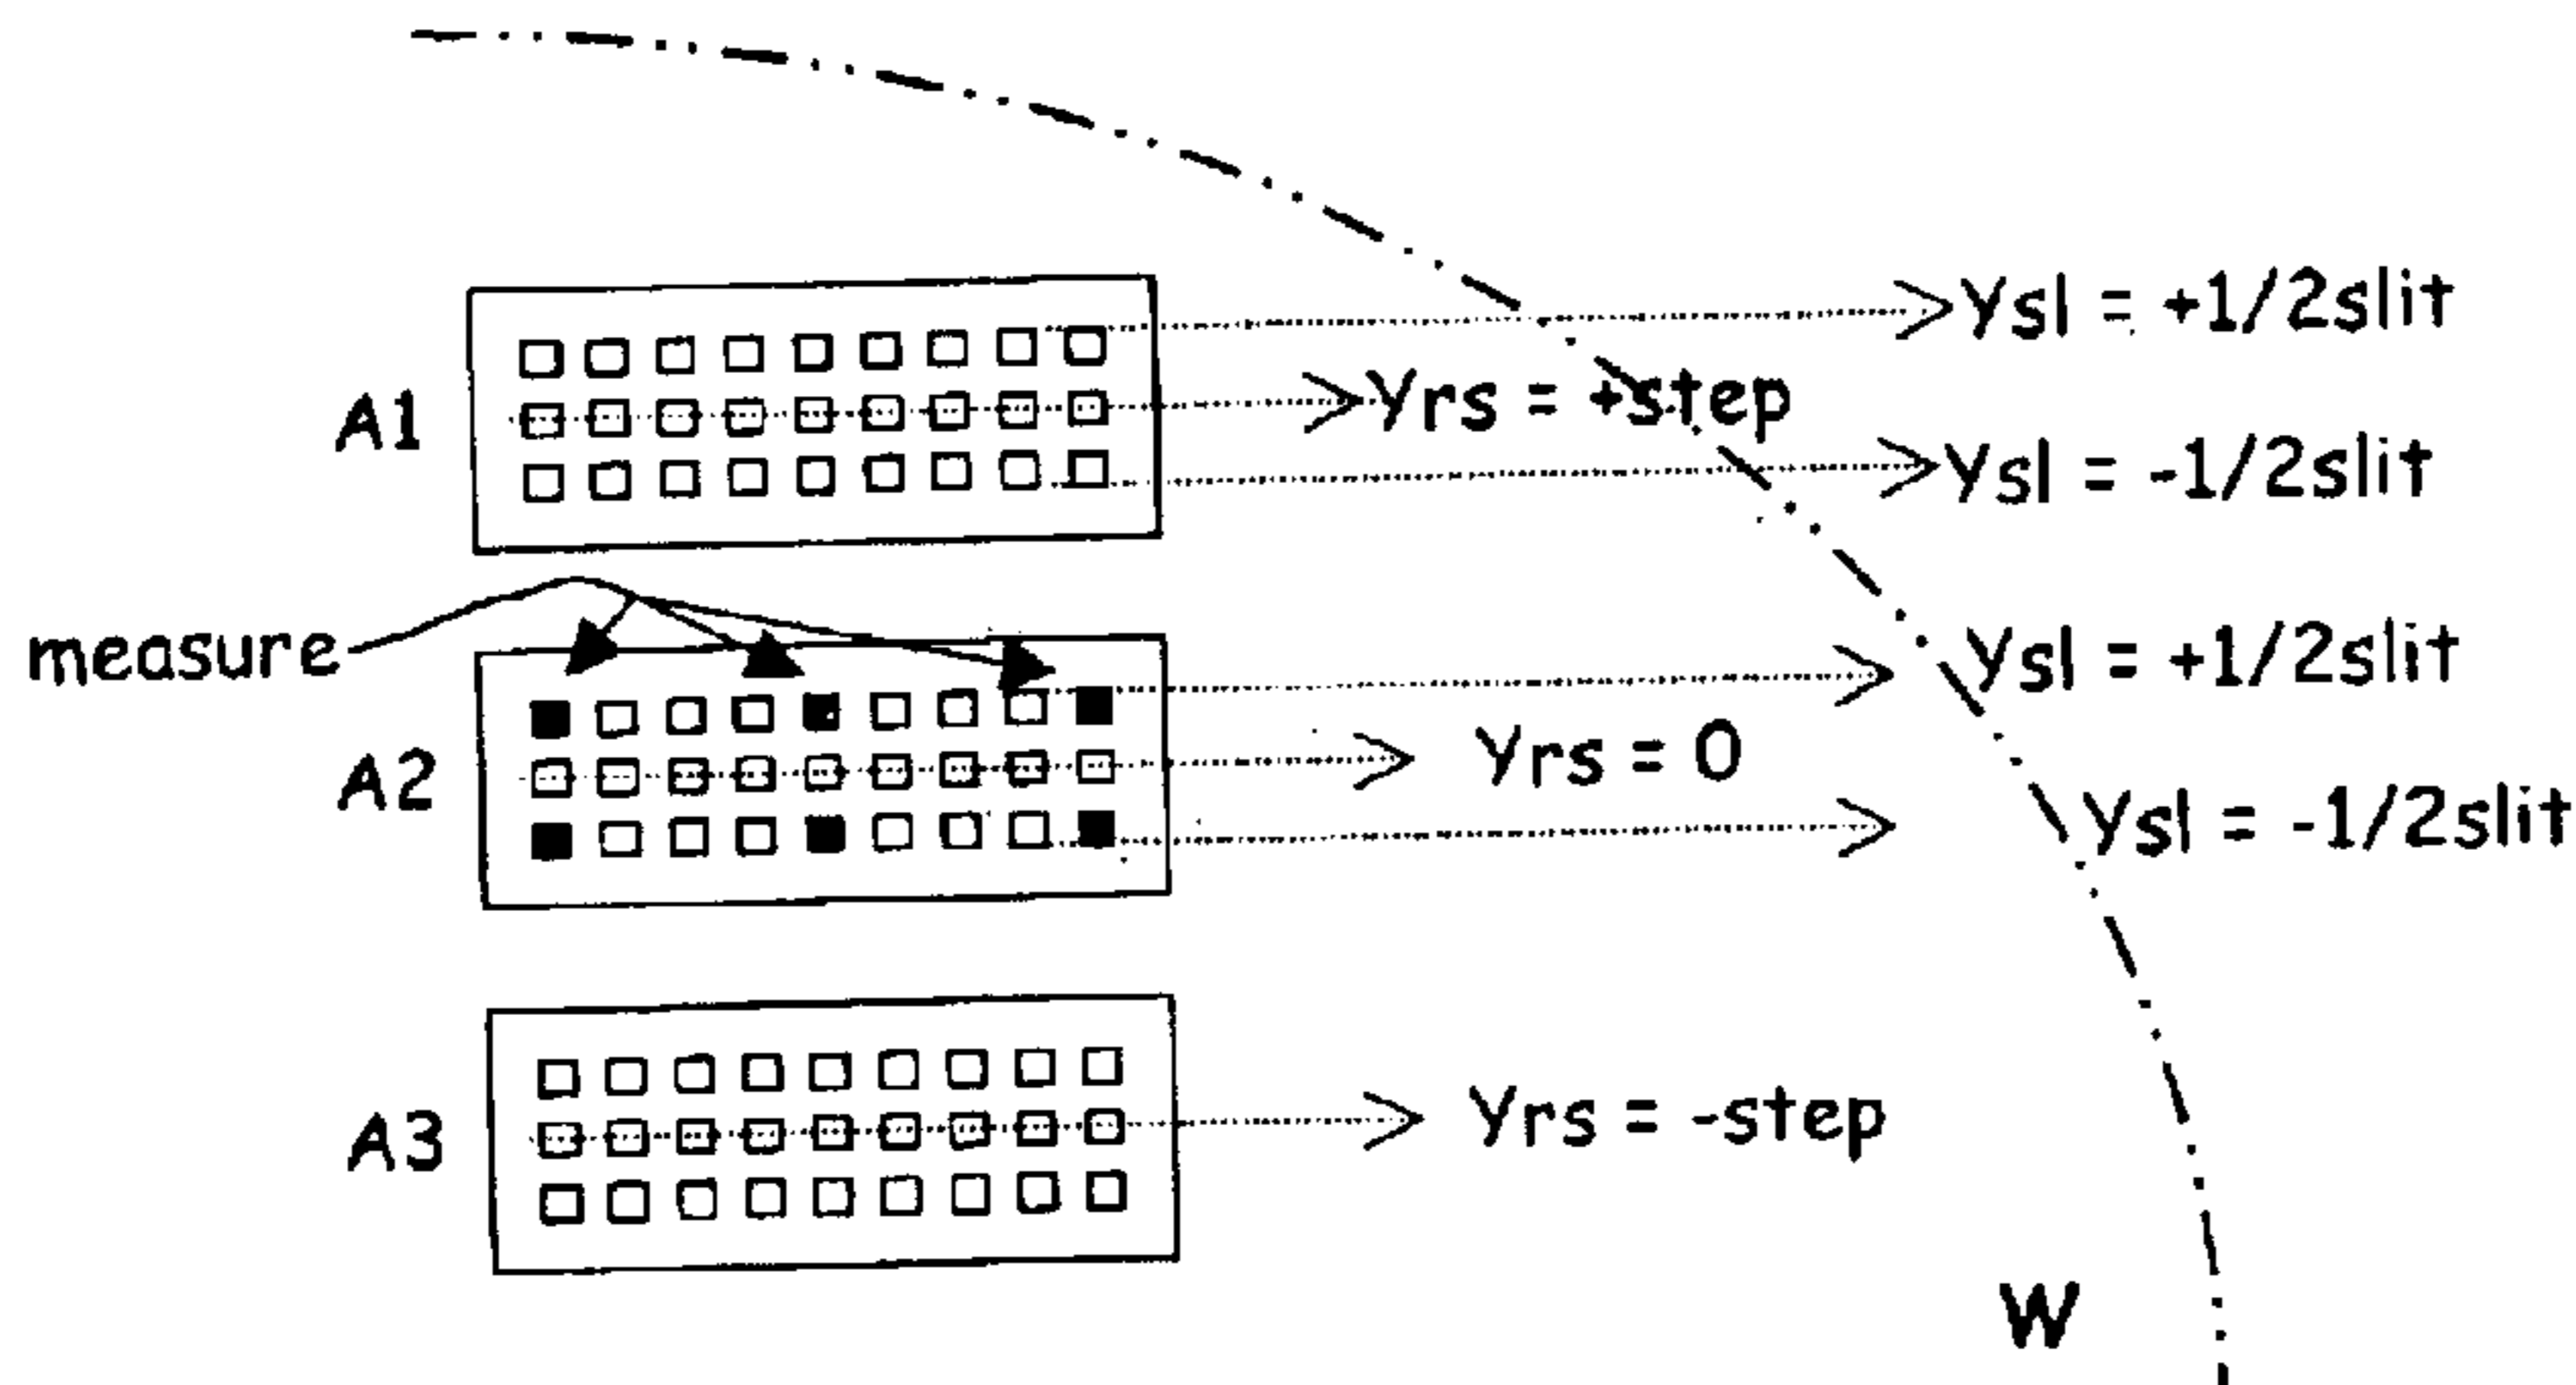 Ysl = +1/2slit
A1
Yrs = +step
Ysl = -1/2slit
measure
Ysl = +1/2slit
A2
Yrs = 0
Ysl = -1/2slit
A3
Yrs = -step
W